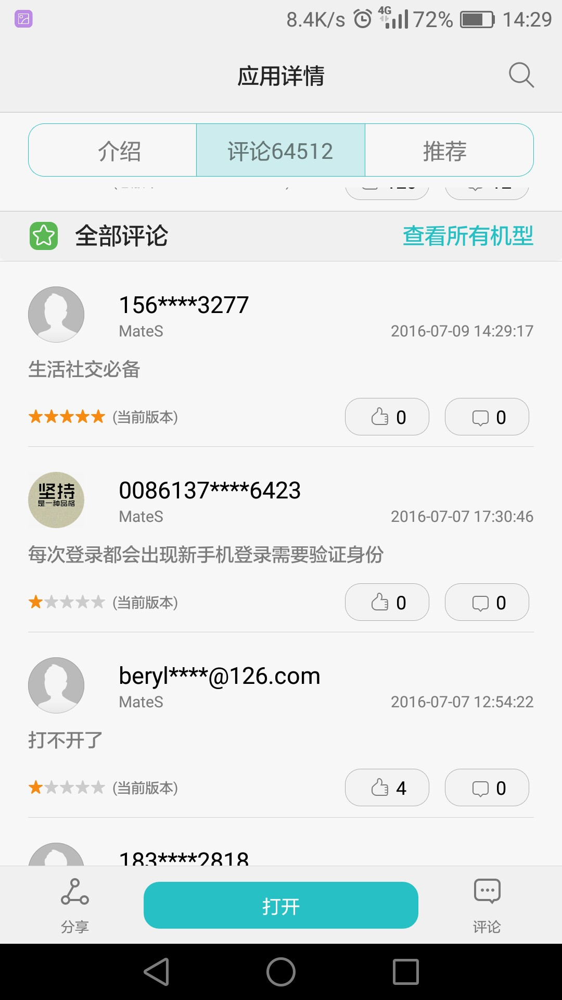 8.4K/s 4G 72% 14:29
应用详情
介绍 评论64512 推荐
全部评论 查看所有机型
156****3277
MateS 2016-07-09 14:29:17
生活社交必备
(当前版本) 0 0
坚持
是一种品格
0086137****6423
MateS 2016-07-07 17:30:46
每次登录都会出现新手机登录需要验证身份
(当前版本) 0 0
beryl****@126.com
MateS 2016-07-07 12:54:22
打不开了
(当前版本) 4 0
183****2818
打开
分享 评论